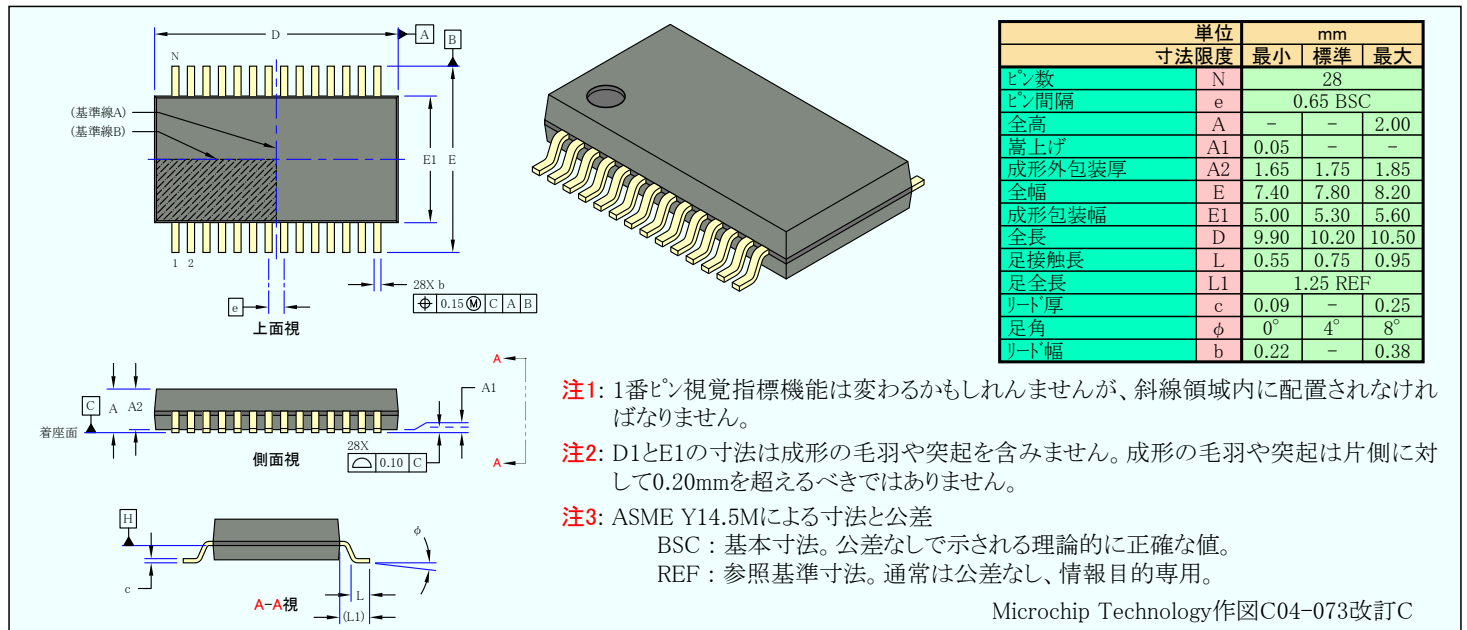 D
A
B
N
(基準線A)
(基準線B)
E1
E
1 2
28X b
0.15 Ⓜ C A B
e
上面視
A
C
A
A2
A1
着座面
28X
0.10 C
側面視
A
H
φ
c
L
(L1)
A-A視
単位 mm
寸法限度 最小 標準 最大
ピン数 N 28
ピン間隔 e 0.65 BSC
全高 A - - 2.00
嵩上げ A1 0.05 - -
成形外包装厚 A2 1.65 1.75 1.85
全幅 E 7.40 7.80 8.20
成形包装幅 E1 5.00 5.30 5.60
全長 D 9.90 10.20 10.50
足接触長 L 0.55 0.75 0.95
足全長 L1 1.25 REF
リード厚 c 0.09 - 0.25
足角 φ 0° 4° 8°
リード幅 b 0.22 - 0.38
注1: 1番ピン視覚指標機能は変わるかもしれんませんが、斜線領域内に配置されなけれ
ばなりません。
注2: D1とE1の寸法は成形の毛羽や突起を含みません。成形の毛羽や突起は片側に対
して0.20mmを超えるべきではありません。
注3: ASME Y14.5Mによる寸法と公差
BSC : 基本寸法。公差なしで示される理論的に正確な値。
REF : 参照基準寸法。通常は公差なし、情報目的専用。
Microchip Technology作図C04-073改訂C